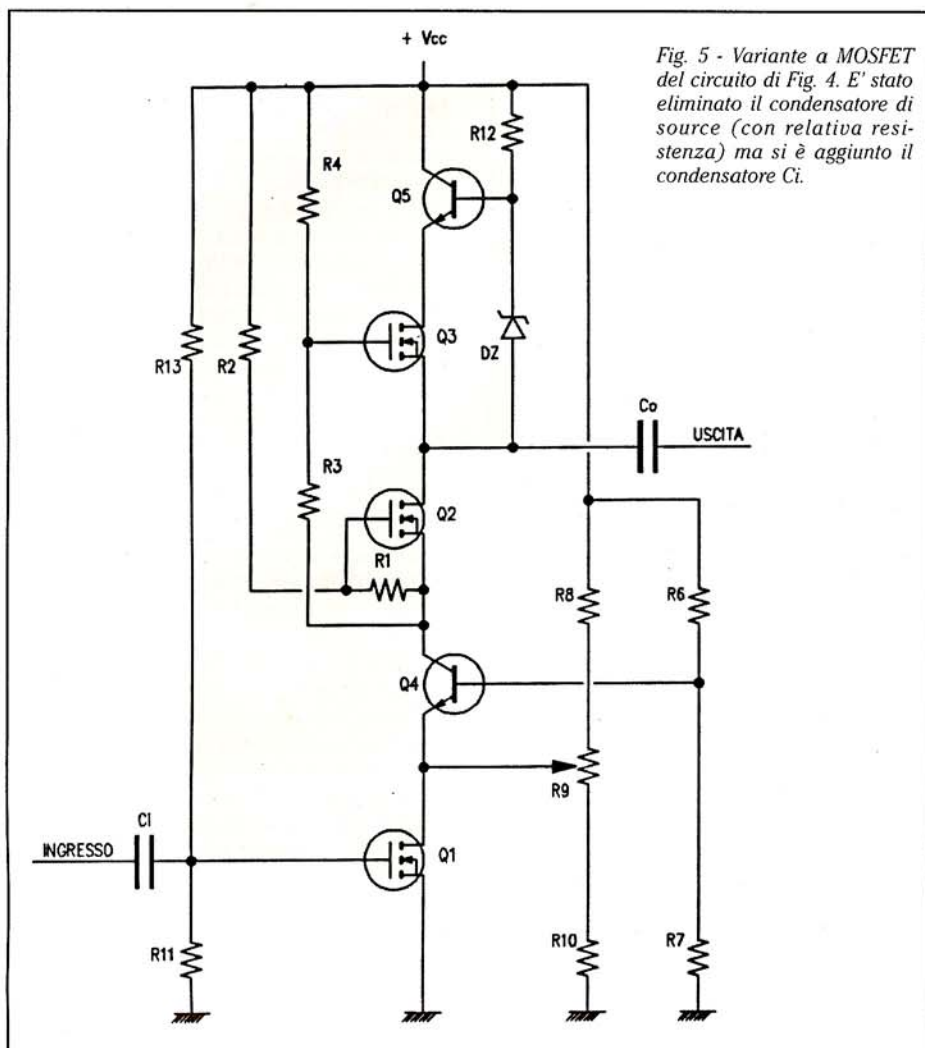 + Vcc
Fig. 5 - Variante a MOSFET
del circuito di Fig. 4. E' stato
eliminato il condensatore di
source (con relativa resi-
stenza) ma si è aggiunto il
condensatore Ci.
R12
R4
Q5
Q3
R13
R2
DZ
Co
USCITA
R3
Q2
R1
R8
R6
Q4
R9
CI
INGRESSO
Q1
R11
R10
R7